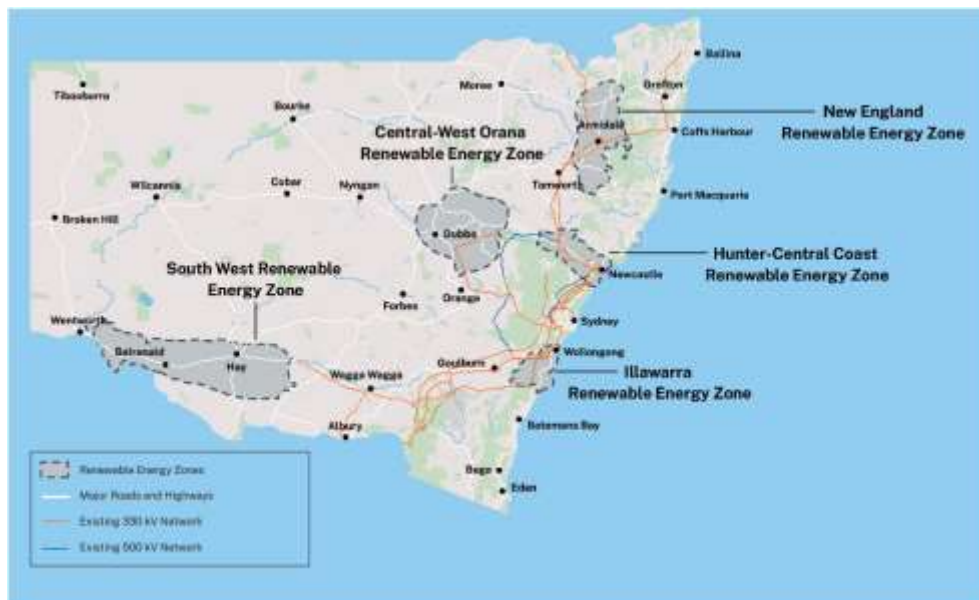 Ballina
Tibooburra
Moree
Grafton
Bourke
New England
Renewable Energy Zone
Armidale
Coffs Harbour
Central-West Orana
Renewable Energy Zone
Tamworth
Wilcannia
Cobar
Nyngan
Port Macquarie
Broken Hill
Dubbo
Hunter-Central Coast
Renewable Energy Zone
South West Renewable
Energy Zone
Newcastle
Orange
Forbes
Wentworth
Sydney
Balranald
Hay
Wollongong
Goulburn
Wagga Wagga
Illawarra
Renewable Energy Zone
Batemans Bay
Albury
Bega
Eden
Renewable Energy Zones
Major Roads and Highways
Existing 330 kV Network
Existing 500 kV Network